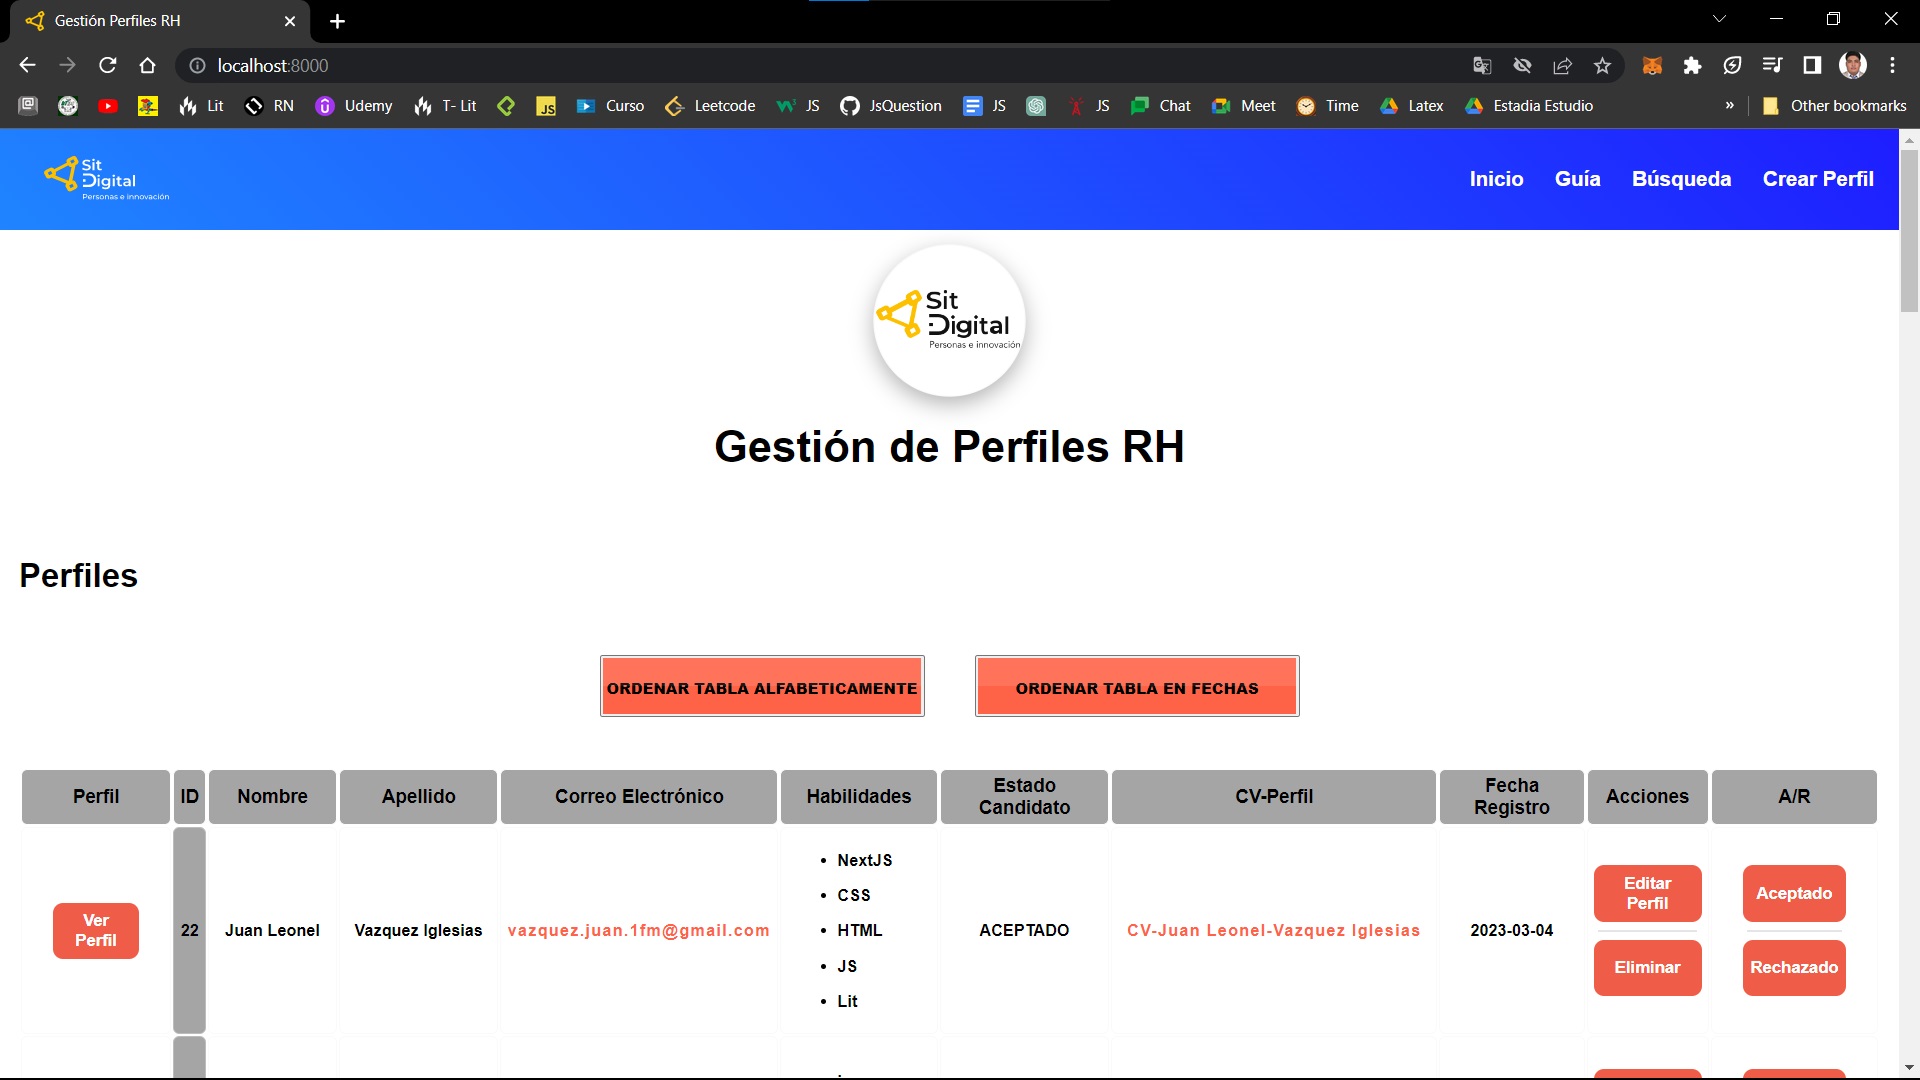 Gestión Perfiles RH
localhost:8000
Lit RN Udemy T- Lit JS Curso Leetcode JS JsQuestion JS JS Chat Meet Time Latex Estadia Estudio » Other bookmarks
Sit
Digital
Personas e innovación
Inicio Guía Búsqueda Crear Perfil
Sit
Digital
Personas e innovación
Gestión de Perfiles RH
Perfiles
ORDENAR TABLA ALFABETICAMENTE ORDENAR TABLA EN FECHAS
Perfil ID Nombre Apellido Correo Electrónico Habilidades Estado Candidato CV-Perfil Fecha Registro Acciones A/R
Ver
Perfil
22 Juan Leonel Vazquez Iglesias vazquez.juan.1fm@gmail.com
• NextJS
• CSS
• HTML
• JS
• Lit
ACEPTADO CV-Juan Leonel-Vazquez Iglesias 2023-03-04
Editar
Perfil
Eliminar
Aceptado
Rechazado